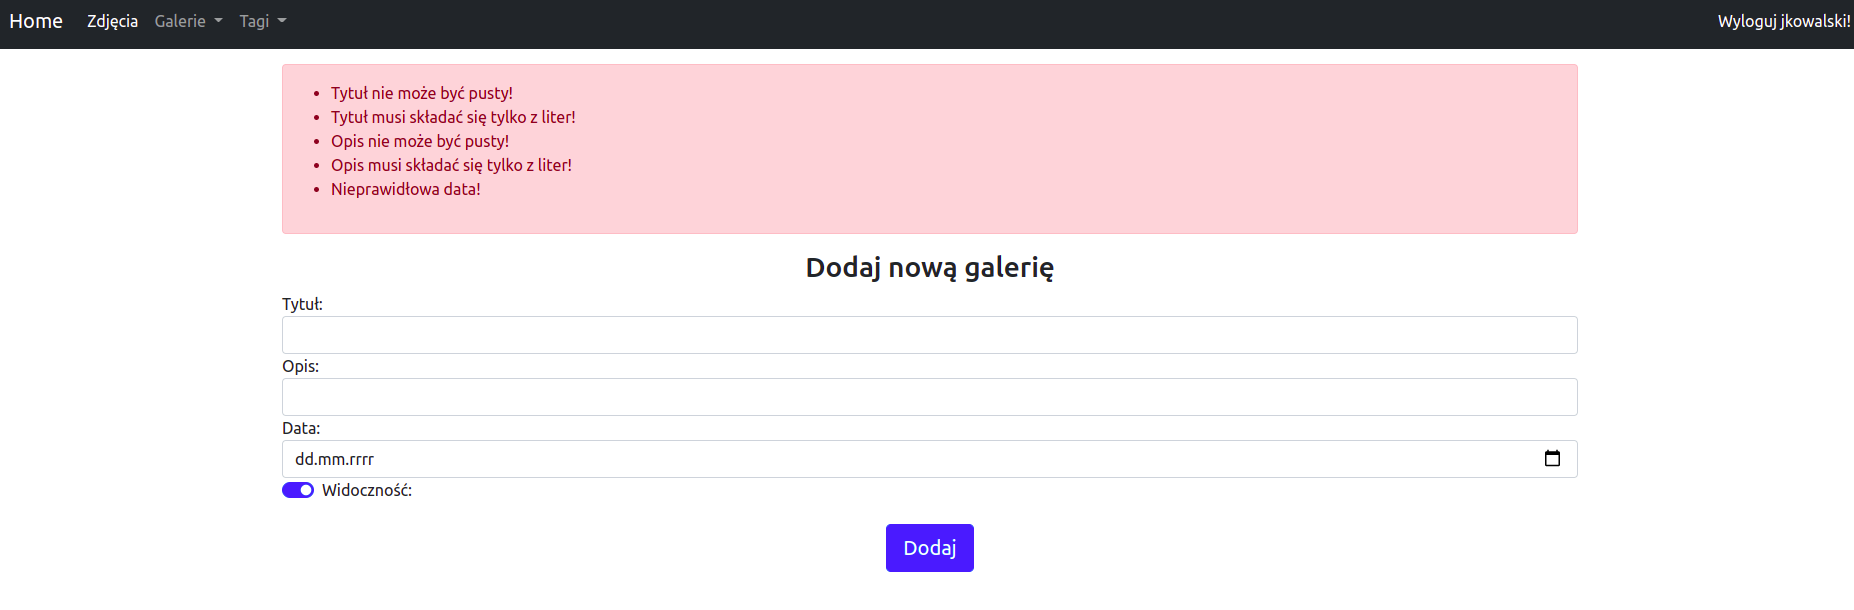 Home Zdjęcia Galerie Tagi Wyloguj jkowalski!
Tytuł nie może być pusty!
Tytuł musi składać się tylko z liter!
Opis nie może być pusty!
Opis musi składać się tylko z liter!
Nieprawidłowa data!
Dodaj nową galerię
Tytuł:
Opis:
Data:
dd.mm.rrrr
Widoczność:
Dodaj